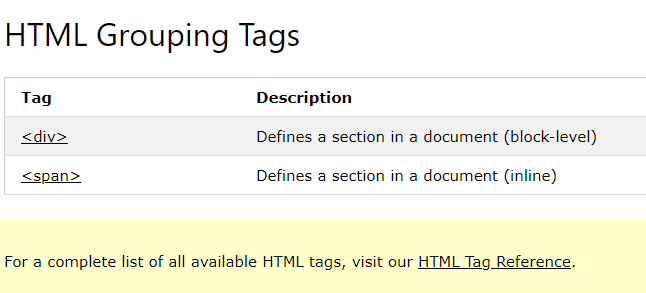 HTML Grouping Tags
Tag Description
<div> Defines a section in a document (block-level)
<span> Defines a section in a document (inline)
For a complete list of all available HTML tags, visit our HTML Tag Reference.